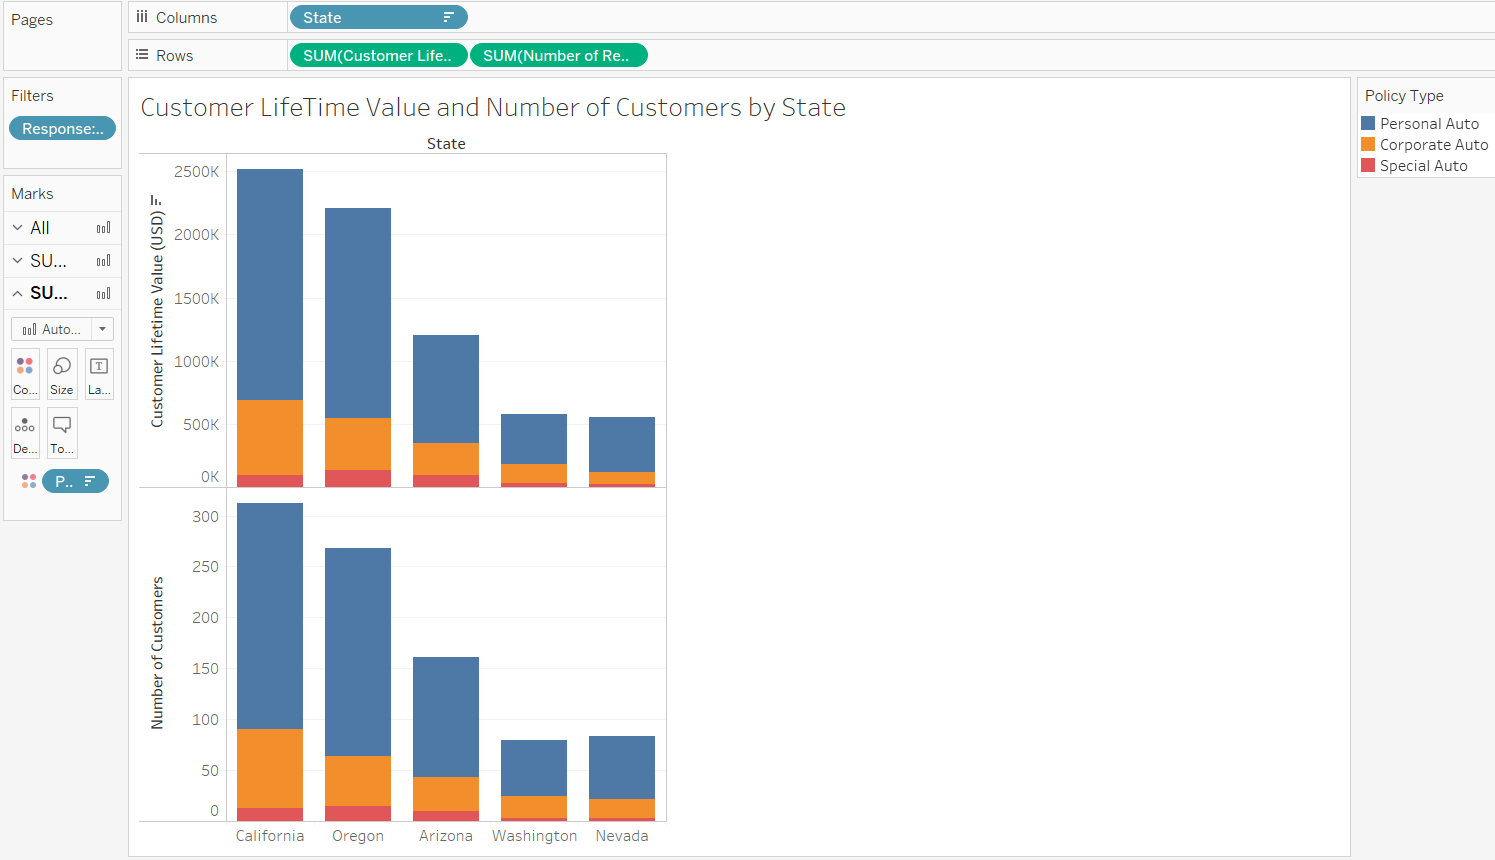 Pages
Columns
State
Rows
SUM(Customer Life..
SUM(Number of Re..
Filters
Response:..
Marks
All
SU...
SU...
Auto...
Co...
Size
La...
De...
To...
P..
Customer LifeTime Value and Number of Customers by State
State
Customer Lifetime Value (USD)
2500K
2000K
1500K
1000K
500K
0K
Number of Customers
300
250
200
150
100
50
0
California
Oregon
Arizona
Washington
Nevada
Policy Type
Personal Auto
Corporate Auto
Special Auto